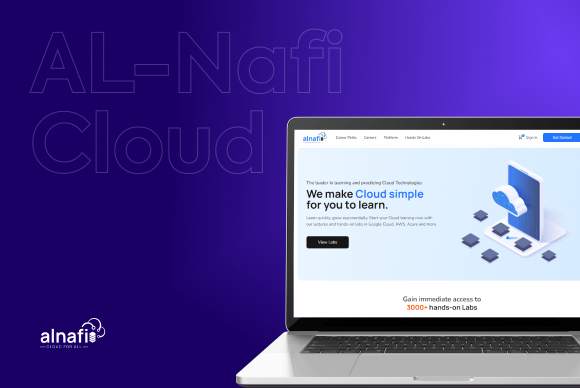 AL-Nafi
Cloud
alnafi
Career Paths Careers Platform Hands On Labs
Sign In Get Started
The leader in learning and practicing Cloud Technologies
We make Cloud simple
for you to learn.
Learn quickly, grow exponentially. Start your Cloud training now, with
our lectures and hands-on labs in Google Cloud, AWS, Azure and more.
View Labs
Gain immediate access to
3000+ hands-on Labs
alnafi
CLOUD FOR ALL